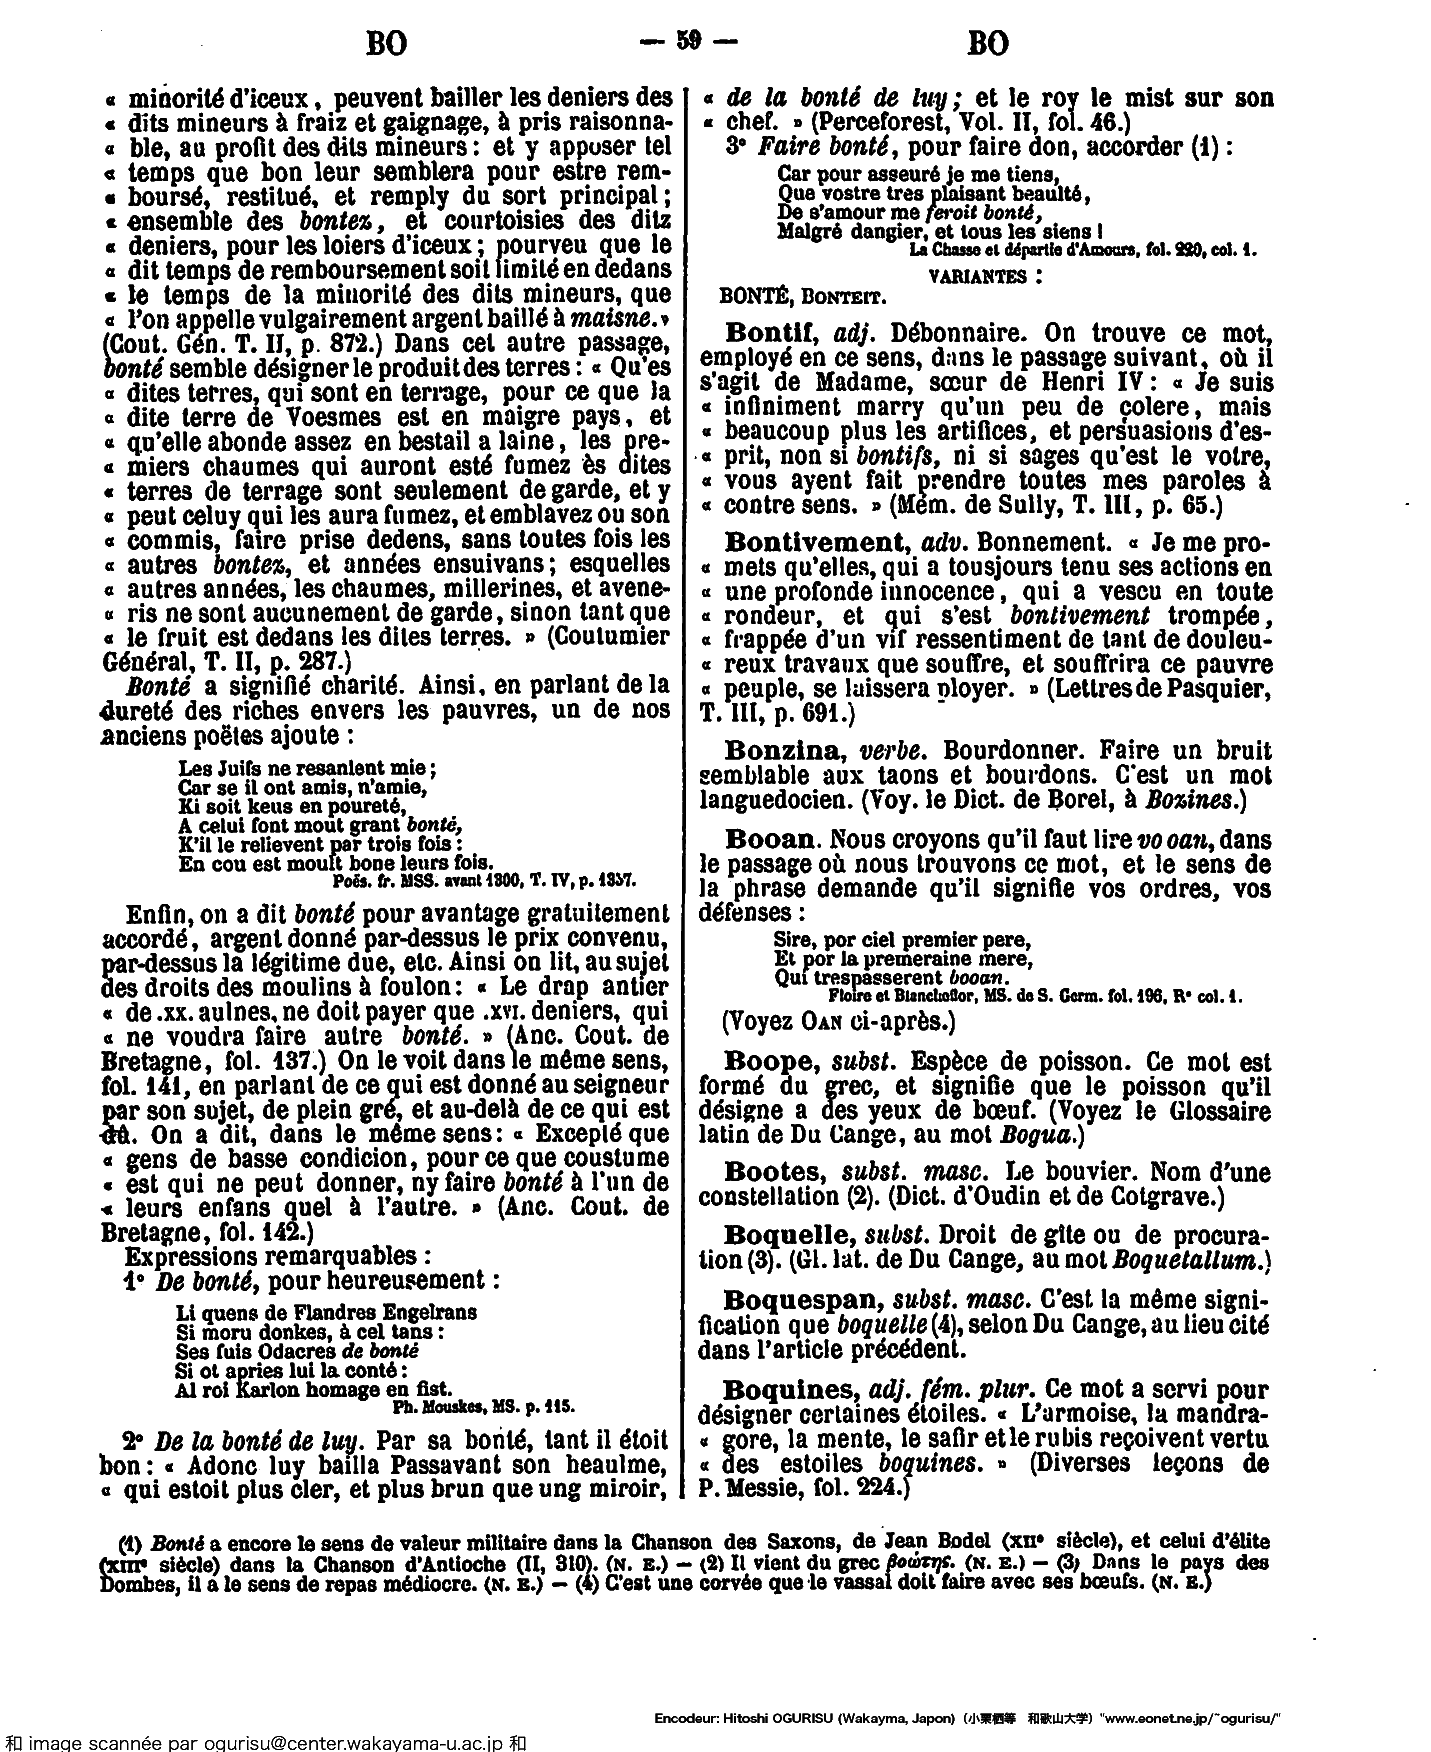 BO — 59 — BO
« minorité d'iceux, peuvent bailler les deniers des
« dits mineurs à fraiz et gaignage, à pris raisonna-
« ble, au profit des dits mineurs : et y apposer tel
« temps que bon leur semblera pour estre rem-
« boursé, restitué, et remply du sort principal ;
« ensemble des bontez, et courtoisies des ditz
« deniers, pour les loiers d'iceux ; pourveu que le
« dit temps de remboursement soit limité en dedans
« le temps de la minorité des dits mineurs, que
« l'on appelle vulgairement argent baillé à maisne. »
(Cout. Gén. T. II, p. 872.) Dans cet autre passage,
bonté semble désigner le produit des terres : « Qu'es
« dites terres, qui sont en terrage, pour ce que la
« dite terre de Voesmes est en maigre pays, et
« qu'elle abonde assez en bestail a laine, les pre-
« miers chaumes qui auront esté fumez ès dites
« terres de terrage sont seulement de garde, et y
« peut celuy qui les aura fumez, et emblavez ou son
« commis, faire prise dedens, sans toutes fois les
« autres bontez, et années ensuivans ; esquelles
« autres années, les chaumes, millerines, et avene-
« ris ne sont aucunement de garde, sinon tant que
« le fruit est dedans les dites terres. » (Coutumier
Général, T. II, p. 287.)
Bonté a signifié charité. Ainsi, en parlant de la
dureté des riches envers les pauvres, un de nos
anciens poëtes ajoute :
Les Juifs ne resanlent mie ;
Car se il ont amis, n'amie,
Ki soit keus en poureté,
A celui font mout grant bonté,
K'il le relievent par trois fois :
En cou est moult bone leurs fois.
Poës. fr. MSS. avant 1300, T. IV, p. 1357.
Enfin, on a dit bonté pour avantage gratuitement
accordé, argent donné par-dessus le prix convenu,
par-dessus la légitime due, etc. Ainsi on lit, au sujet
des droits des moulins à foulon : « Le drap antier
« de .xx. aulnes, ne doit payer que .xvi. deniers, qui
« ne voudra faire autre bonté. » (Anc. Cout. de
Bretagne, fol. 137.) On le voit dans le même sens,
fol. 141, en parlant de ce qui est donné au seigneur
par son sujet, de plein gré, et au-delà de ce qui est
dû. On a dit, dans le même sens : « Excepté que
« gens de basse condicion, pour ce que coustume
« est qui ne peut donner, ny faire bonté à l'un de
« leurs enfans quel à l'autre. » (Anc. Cout. de
Bretagne, fol. 142.)
Expressions remarquables :
1° De bonté, pour heureusement :
Li quens de Flandres Engelrans
Si moru donkes, à cel tans :
Ses fuis Odacres de bonté
Si ot apries lui la conté :
Al roi Karlon homage en fist.
Ph. Mouskes, MS. p. 115.
2° De la bonté de luy. Par sa bonté, tant il étoit
bon : « Adonc luy bailla Passavant son heaulme,
« qui estoit plus cler, et plus brun que ung miroir,
« de la bonté de luy ; et le roy le mist sur son
« chef. » (Perceforest, Vol. II, fol. 46.)
3° Faire bonté, pour faire don, accorder (1) :
Car pour asseuré je me tiens,
Que vostre tres plaisant beaulté,
De s'amour me feroit bonté,
Malgré dangier, et tous les siens !
La Chasse et départie d'Amours, fol. 220, col. 1.
VARIANTES :
BONTÉ, BONTEIT.
Bontif, adj. Débonnaire. On trouve ce mot,
employé en ce sens, dans le passage suivant, où il
s'agit de Madame, sœur de Henri IV : « Je suis
« infiniment marry qu'un peu de colere, mais
« beaucoup plus les artifices, et persuasions d'es-
« prit, non si bontifs, ni si sages qu'est le votre,
« vous ayent fait prendre toutes mes paroles à
« contre sens. » (Mém. de Sully, T. III, p. 65.)
Bontivement, adv. Bonnement. « Je me pro-
« mets qu'elles, qui a tousjours tenu ses actions en
« une profonde innocence, qui a vescu en toute
« rondeur, et qui s'est bontivement trompée,
« frappée d'un vif ressentiment de tant de douleu-
« reux travaux que souffre, et souffrira ce pauvre
« peuple, se laissera ployer. » (Lettres de Pasquier,
T. III, p. 691.)
Bonzina, verbe. Bourdonner. Faire un bruit
semblable aux taons et bourdons. C'est un mot
languedocien. (Voy. le Dict. de Borel, à Bozines.)
Booan. Nous croyons qu'il faut lire vo oan, dans
le passage où nous trouvons ce mot, et le sens de
la phrase demande qu'il signifie vos ordres, vos
défenses :
Sire, por ciel premier pere,
Et por la premeraine mere,
Qui trespasserent booan.
Floire et Blancheflor, MS. de S. Germ. fol. 196, R° col. 1.
(Voyez OAN ci-après.)
Boope, subst. Espèce de poisson. Ce mot est
formé du grec, et signifie que le poisson qu'il
désigne a des yeux de bœuf. (Voyez le Glossaire
latin de Du Cange, au mot Bogua.)
Bootes, subst. masc. Le bouvier. Nom d'une
constellation (2). (Dict. d'Oudin et de Cotgrave.)
Boquelle, subst. Droit de gîte ou de procura-
tion (3). (Gl. lat. de Du Cange, au mot Boquetallum.)
Boquespan, subst. masc. C'est la même signi-
fication que boquelle (4), selon Du Cange, au lieu cité
dans l'article précédent.
Boquines, adj. fém. plur. Ce mot a servi pour
désigner certaines étoiles. « L'armoise, la mandra-
« gore, la mente, le safir et le rubis reçoivent vertu
« des estoiles boquines. » (Diverses leçons de
P. Messie, fol. 224.)
(1) Bonté a encore le sens de valeur militaire dans la Chanson des Saxons, de Jean Bodel (XIIe siècle), et celui d'élite
(XIIIe siècle) dans la Chanson d'Antioche (II, 310). (N. E.) — (2) Il vient du grec βοώτης. (N. E.) — (3) Dans le pays des
Dombes, il a le sens de repas médiocre. (N. E.) — (4) C'est une corvée que le vassal doit faire avec ses bœufs. (N. E.)
Encodeur: Hitoshi OGURISU (Wakayma, Japon) (小栗栖等 和歌山大学) "www.eonet.ne.jp/~ogurisu/"
和 image scannée par ogurisu@center.wakayama-u.ac.jp 和